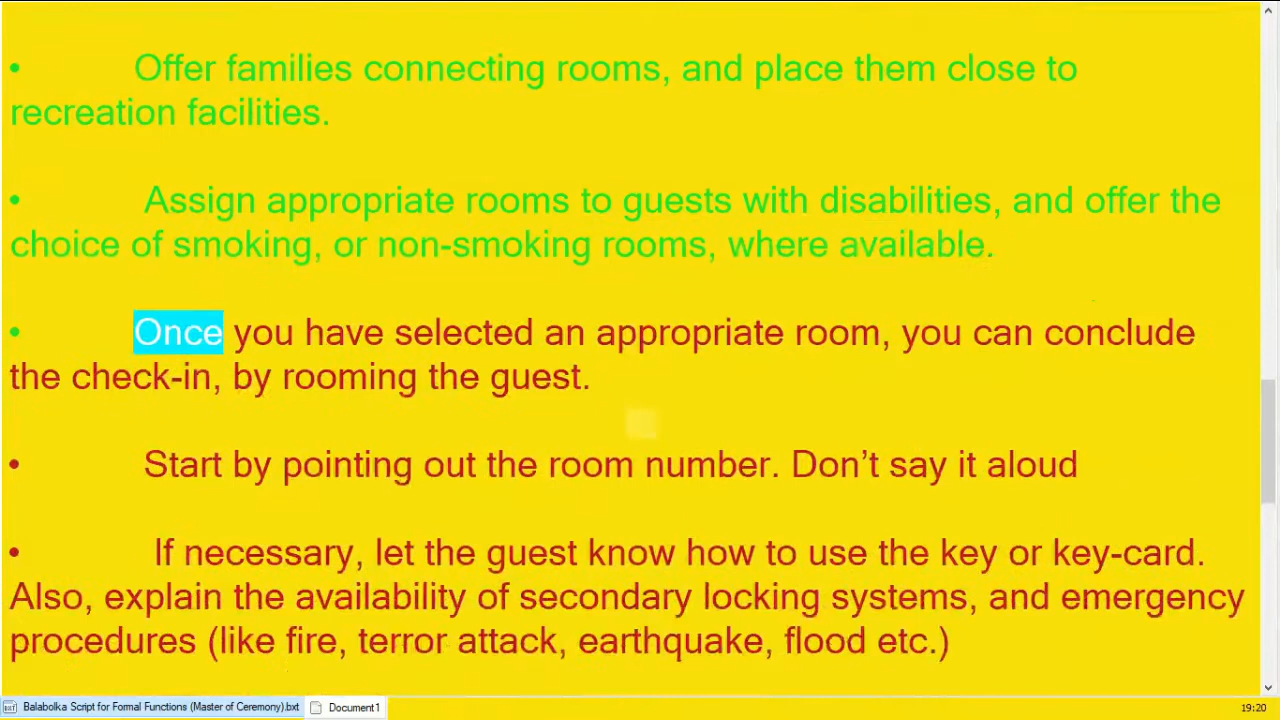 • Offer families connecting rooms, and place them close to
recreation facilities.
• Assign appropriate rooms to guests with disabilities, and offer the
choice of smoking, or non-smoking rooms, where available.
• Once you have selected an appropriate room, you can conclude
the check-in, by rooming the guest.
• Start by pointing out the room number. Don’t say it aloud
• If necessary, let the guest know how to use the key or key-card.
Also, explain the availability of secondary locking systems, and emergency
procedures (like fire, terror attack, earthquake, flood etc.)
Balabolka Script for Formal Functions (Master of Ceremony).bxt Document1 19:20